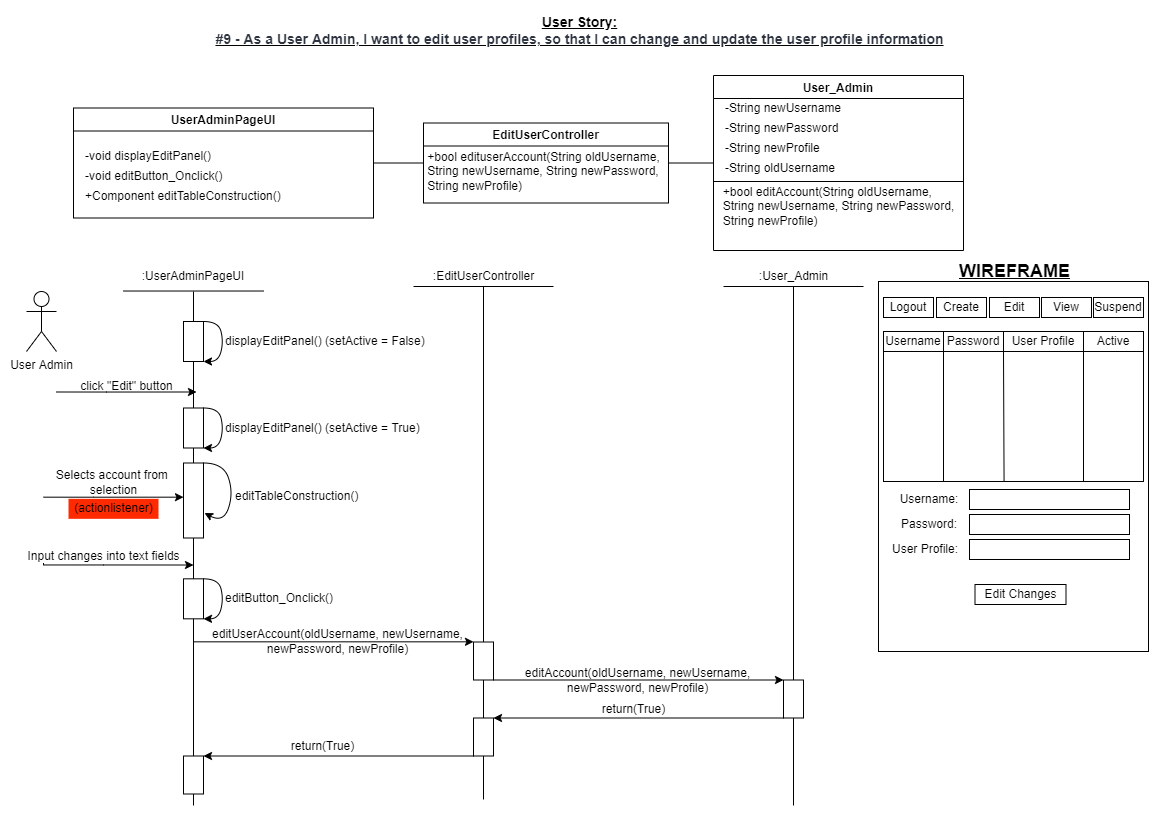 User Story:
#9 - As a User Admin, I want to edit user profiles, so that I can change and update the user profile information
UserAdminPageUI
-void displayEditPanel()
-void editButton_Onclick()
+Component editTableConstruction()
EditUserController
+bool edituserAccount(String oldUsername,
String newUsername, String newPassword,
String newProfile)
User_Admin
-String newUsername
-String newPassword
-String newProfile
-String oldUsername
+bool editAccount(String oldUsername,
String newUsername, String newPassword,
String newProfile)
:UserAdminPageUI
:EditUserController
:User_Admin
User Admin
displayEditPanel() (setActive = False)
click "Edit" button
displayEditPanel() (setActive = True)
Selects account from
selection
(actionlistener)
editTableConstruction()
Input changes into text fields
editButton_Onclick()
editUserAccount(oldUsername, newUsername,
newPassword, newProfile)
editAccount(oldUsername, newUsername,
newPassword, newProfile)
return(True)
return(True)
WIREFRAME
Logout Create Edit View Suspend
Username Password User Profile Active
Username:
Password:
User Profile:
Edit Changes